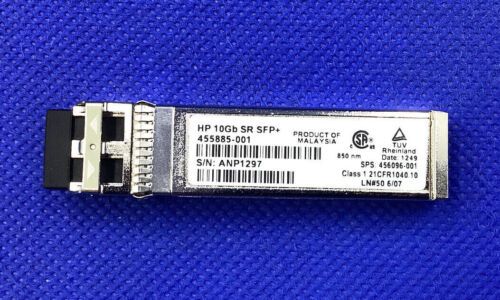 HP 10Gb SR SFP+
455885-001
S/N: ANP1297
PRODUCT OF
MALAYSIA
850 nm
TUV
Rheinland
Date: 1249
SPS: 456096-001
Class 1 21CFR1040.10
LN#50 6/07